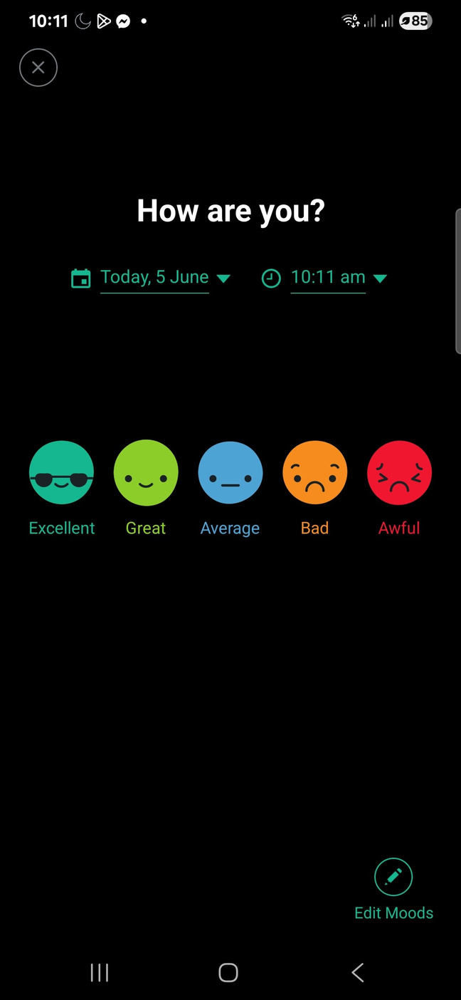 10:11
6
85
How are you?
Today, 5 June
10:11 am
Excellent
Great
Average
Bad
Awful
Edit Moods